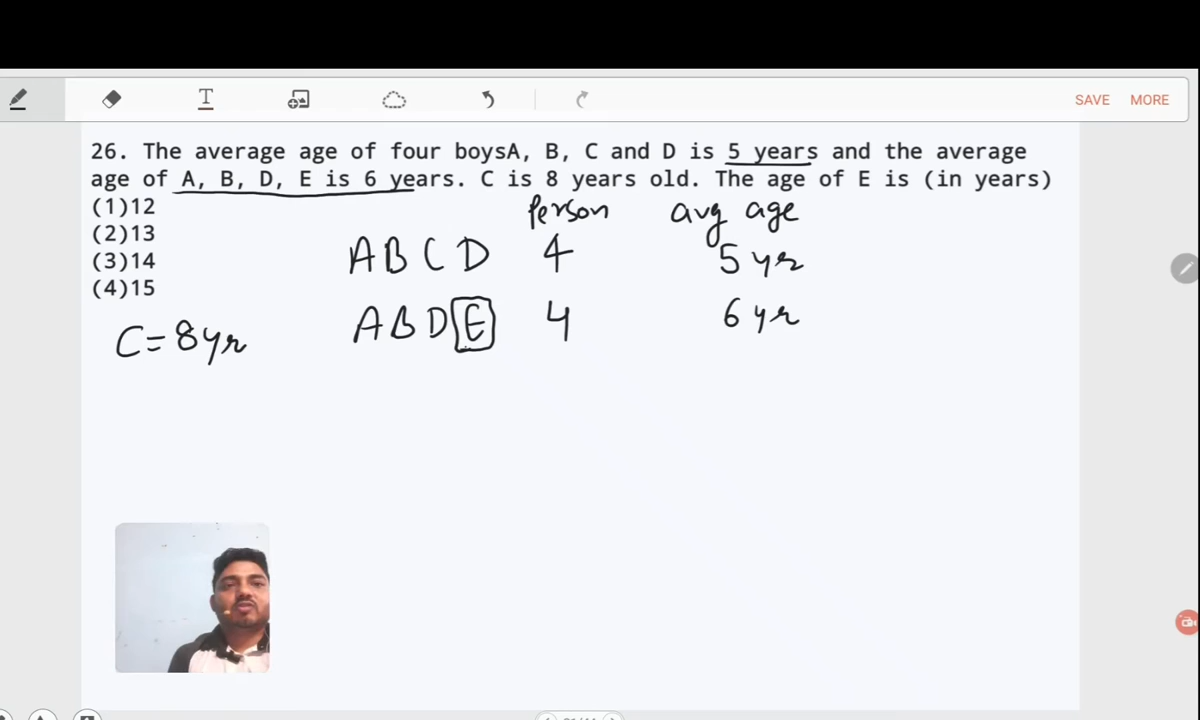 T SAVE MORE
26. The average age of four boysA, B, C and D is 5 years and the average
age of A, B, D, E is 6 years. C is 8 years old. The age of E is (in years)
(1)12
(2)13
(3)14
(4)15
Person avg age
A B C D 4 5 yr
A B D E 4 6 yr
C = 8 yr